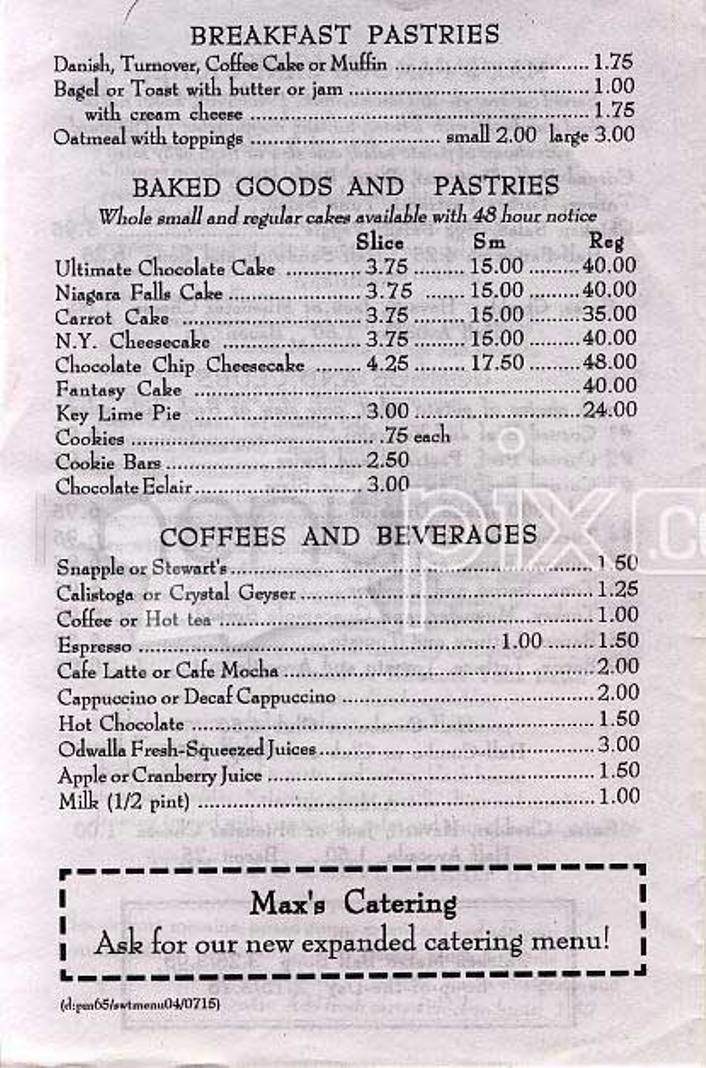 BREAKFAST PASTRIES
Danish, Turnover, Coffee Cake or Muffin ................................ 1.75
Bagel or Toast with butter or jam ........................................ 1.00
with cream cheese ........................................................ 1.75
Oatmeal with toppings ............................... small 2.00 large 3.00
BAKED GOODS AND PASTRIES
Whole small and regular cakes available with 48 hour notice
Slice Sm Reg
Ultimate Chocolate Cake ............ 3.75 ......... 15.00 .........40.00
Niagara Falls Cake ..................... 3.75 ....... 15.00 .........40.00
Carrot Cake ............................. 3.75 ......... 15.00 .........35.00
N.Y. Cheesecake ...................... 3.75 ......... 15.00 .........40.00
Chocolate Chip Cheesecake ........ 4.25 ......... 17.50 .........48.00
Fantasy Cake ...............................................................40.00
Key Lime Pie ............................ 3.00 ...........................24.00
Cookies ........................................ .75 each
Cookie Bars ................................ 2.50
Chocolate Eclair........................... 3.00
COFFEES AND BEVERAGES
Snapple or Stewart's ............................................................ 1.50
Calistoga or Crystal Geyser ................................................ 1.25
Coffee or Hot tea .............................................................. 1.00
Espresso .......................................................... 1.00 ........ 1.50
Cafe Latte or Cafe Mocha ....................................................2.00
Cappuccino or Decaf Cappuccino .......................................... 2.00
Hot Chocolate ................................................................... 1.50
Odwalla Fresh-Squeezed Juices ............................................. 3.00
Apple or Cranberry Juice ...................................................... 1.50
Milk (1/2 pint) .................................................................. 1.00
Max's Catering
Ask for our new expanded catering menu!
(d:pm65/swtmenu04/0715)